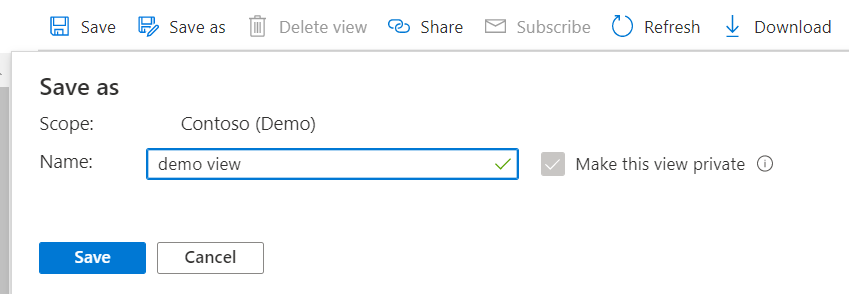 Save Save as Delete view Share Subscribe Refresh Download
Save as
Scope: Contoso (Demo)
Name: demo view Make this view private
Save Cancel